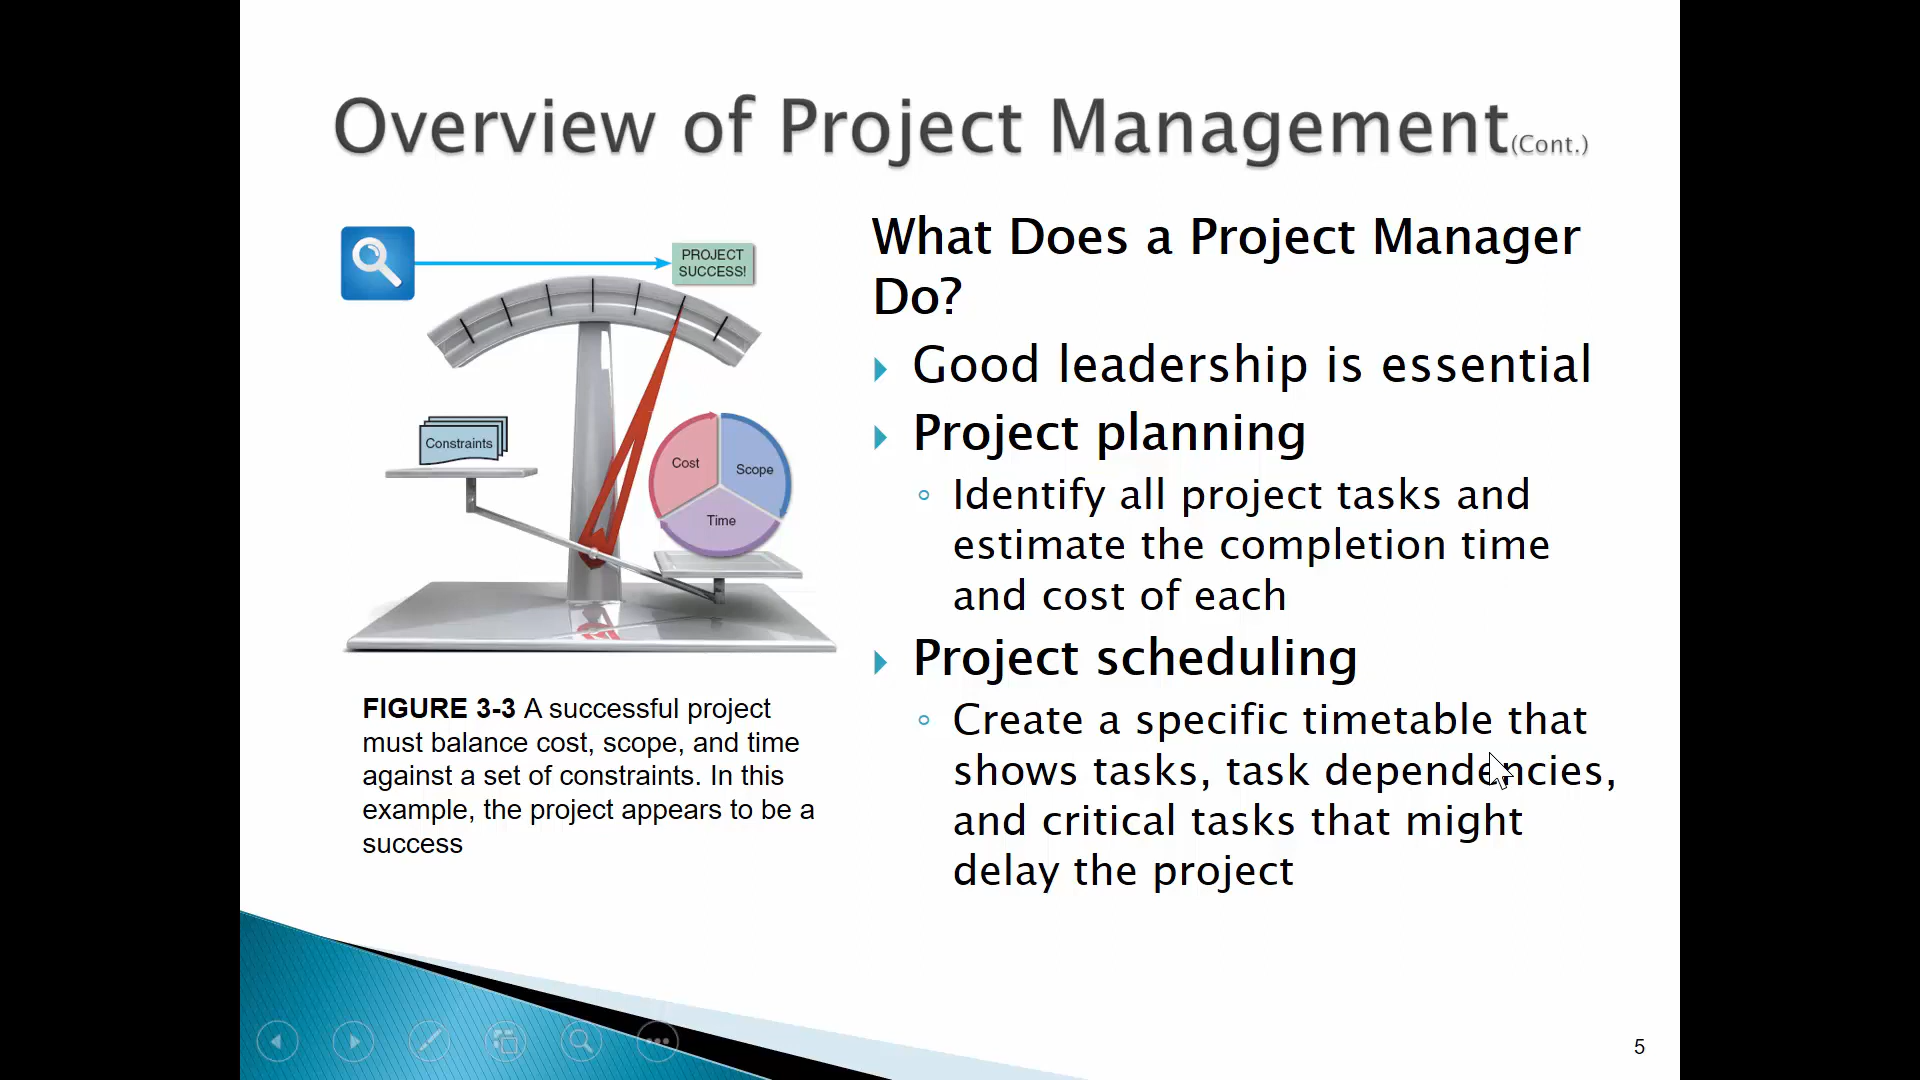 Overview of Project Management(Cont.)
PROJECT
SUCCESS!
Constraints
Cost
Scope
Time
FIGURE 3-3 A successful project
must balance cost, scope, and time
against a set of constraints. In this
example, the project appears to be a
success
What Does a Project Manager
Do?
Good leadership is essential
Project planning
Identify all project tasks and
estimate the completion time
and cost of each
Project scheduling
Create a specific timetable that
shows tasks, task dependencies,
and critical tasks that might
delay the project
5